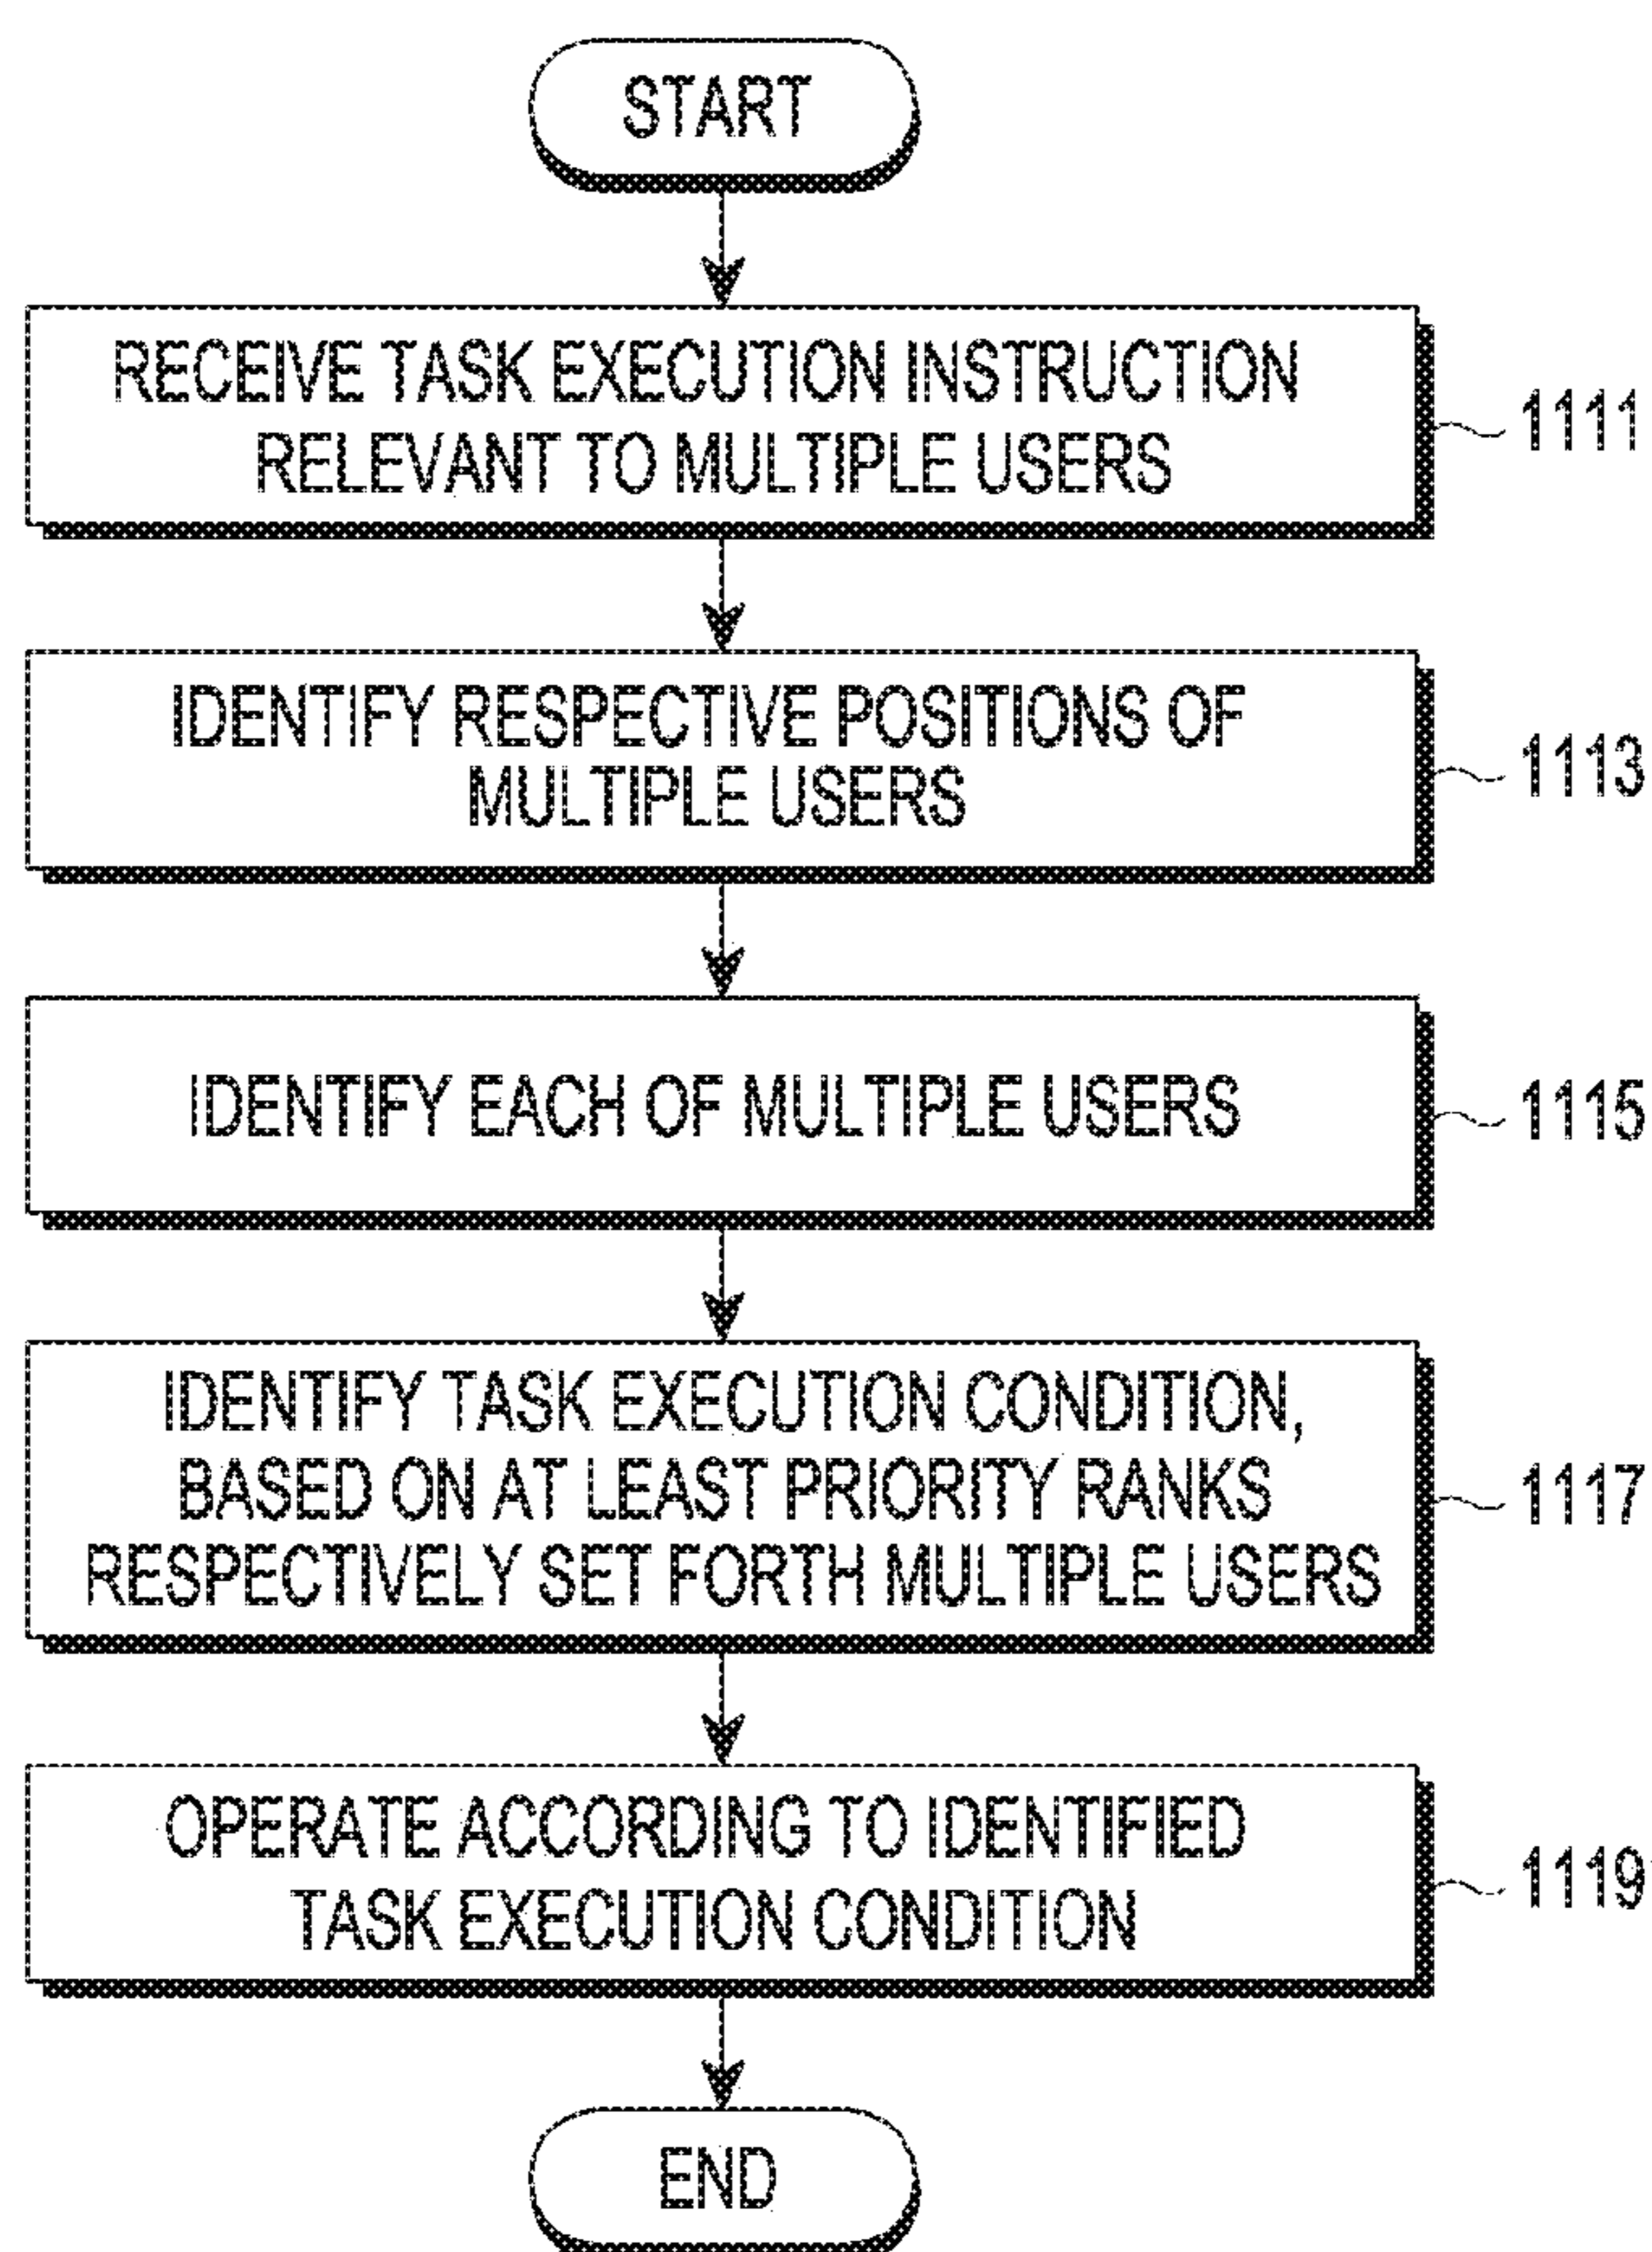 START
RECEIVE TASK EXECUTION INSTRUCTION
RELEVANT TO MULTIPLE USERS
1111
IDENTIFY RESPECTIVE POSITIONS OF
MULTIPLE USERS
1113
IDENTIFY EACH OF MULTIPLE USERS
1115
IDENTIFY TASK EXECUTION CONDITION,
BASED ON AT LEAST PRIORITY RANKS
RESPECTIVELY SET FORTH MULTIPLE USERS
1117
OPERATE ACCORDING TO IDENTIFIED
TASK EXECUTION CONDITION
1119
END